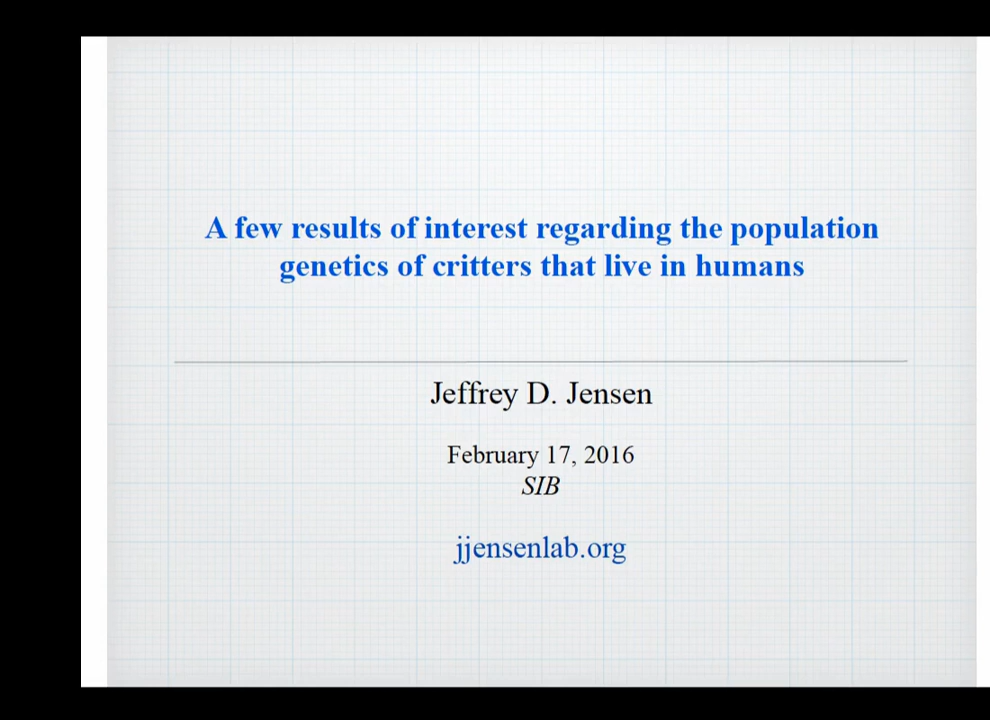 A few results of interest regarding the population
genetics of critters that live in humans
Jeffrey D. Jensen
February 17, 2016
SIB
jjensenlab.org